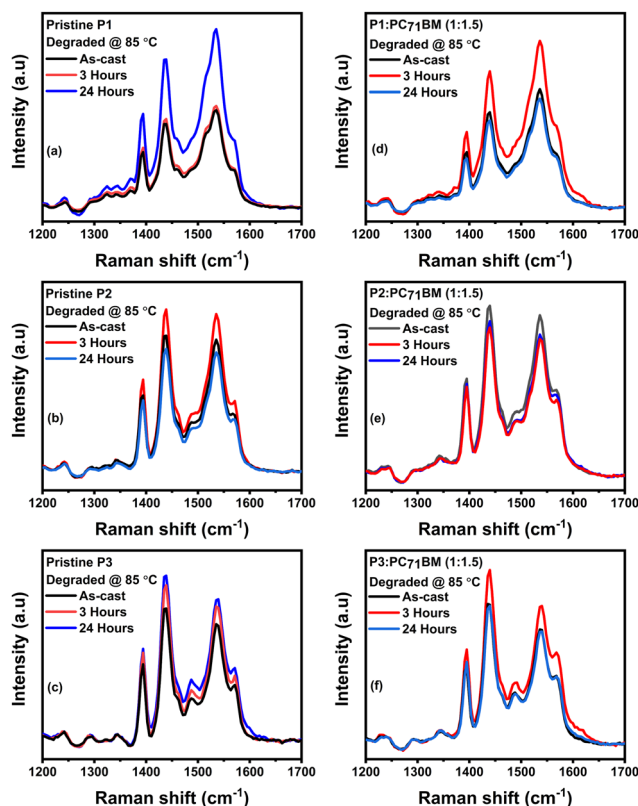 Pristine P1
Degraded @ 85 °C
As-cast
3 Hours
24 Hours
(a)
Intensity (a.u)
1200 1300 1400 1500 1600 1700
Raman shift (cm-1)
P1:PC71BM (1:1.5)
Degraded @ 85 °C
As-cast
3 Hours
24 Hours
(d)
Intensity (a.u)
1200 1300 1400 1500 1600 1700
Raman shift (cm-1)
Pristine P2
Degraded @ 85 °C
As-cast
3 Hours
24 Hours
(b)
Intensity (a.u)
1200 1300 1400 1500 1600 1700
Raman shift (cm-1)
P2:PC71BM (1:1.5)
Degraded @ 85 °C
As-cast
3 Hours
24 Hours
(e)
Intensity (a.u)
1200 1300 1400 1500 1600 1700
Raman shift (cm-1)
Pristine P3
Degraded @ 85 °C
As-cast
3 Hours
24 Hours
(c)
Intensity (a.u)
1200 1300 1400 1500 1600 1700
Raman shift (cm-1)
P3:PC71BM (1:1.5)
Degraded @ 85 °C
As-cast
3 Hours
24 Hours
(f)
Intensity (a.u)
1200 1300 1400 1500 1600 1700
Raman shift (cm-1)